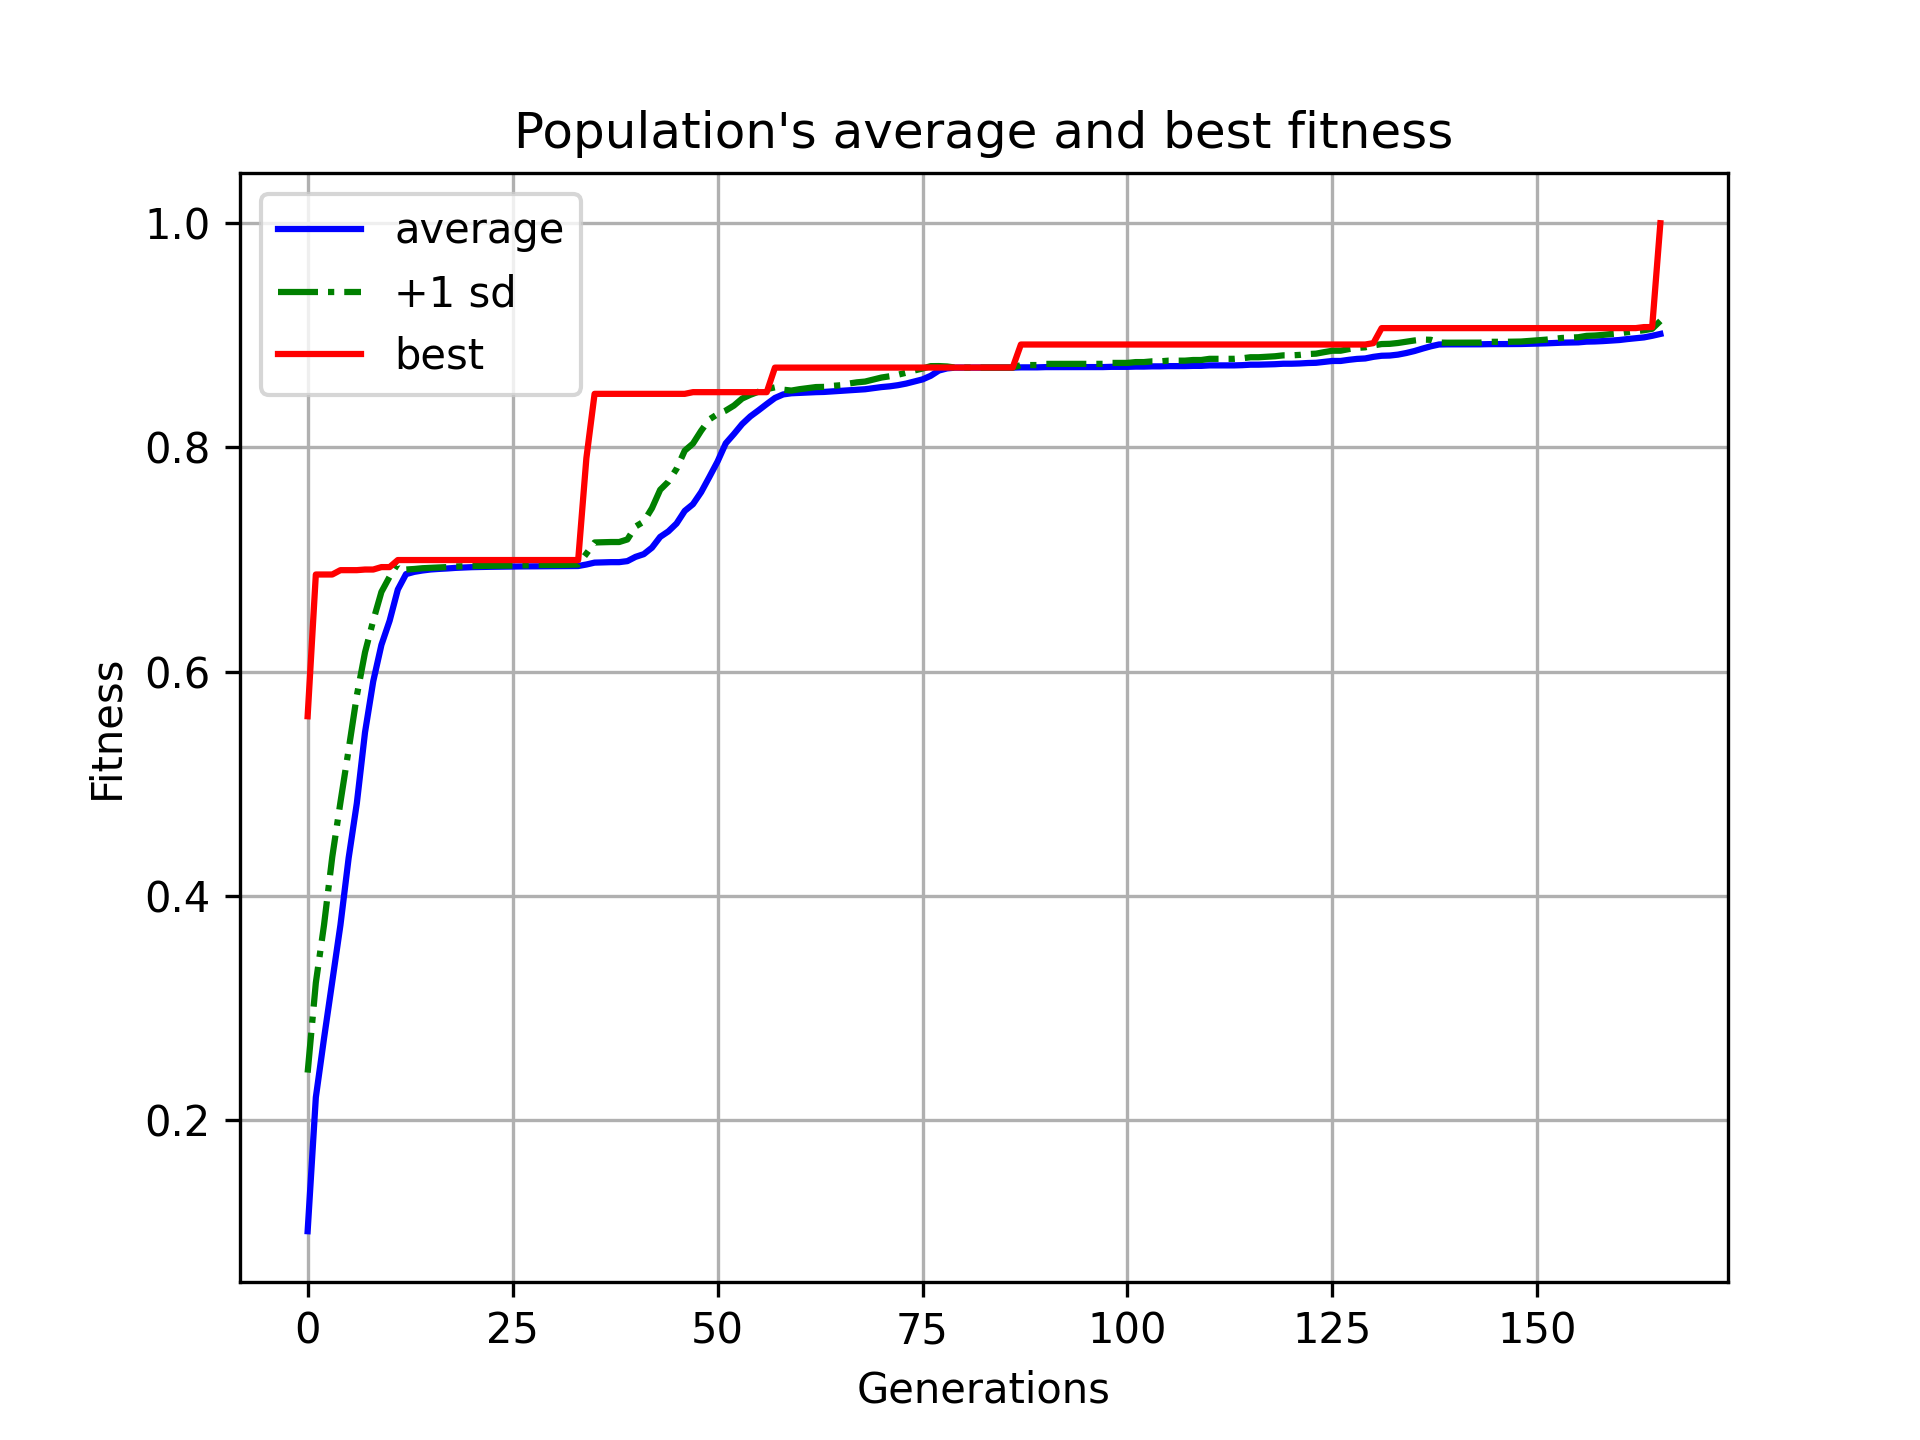 Population's average and best fitness
average
+1 sd
best
Fitness
1.0
0.8
0.6
0.4
0.2
0 25 50 75 100 125 150
Generations